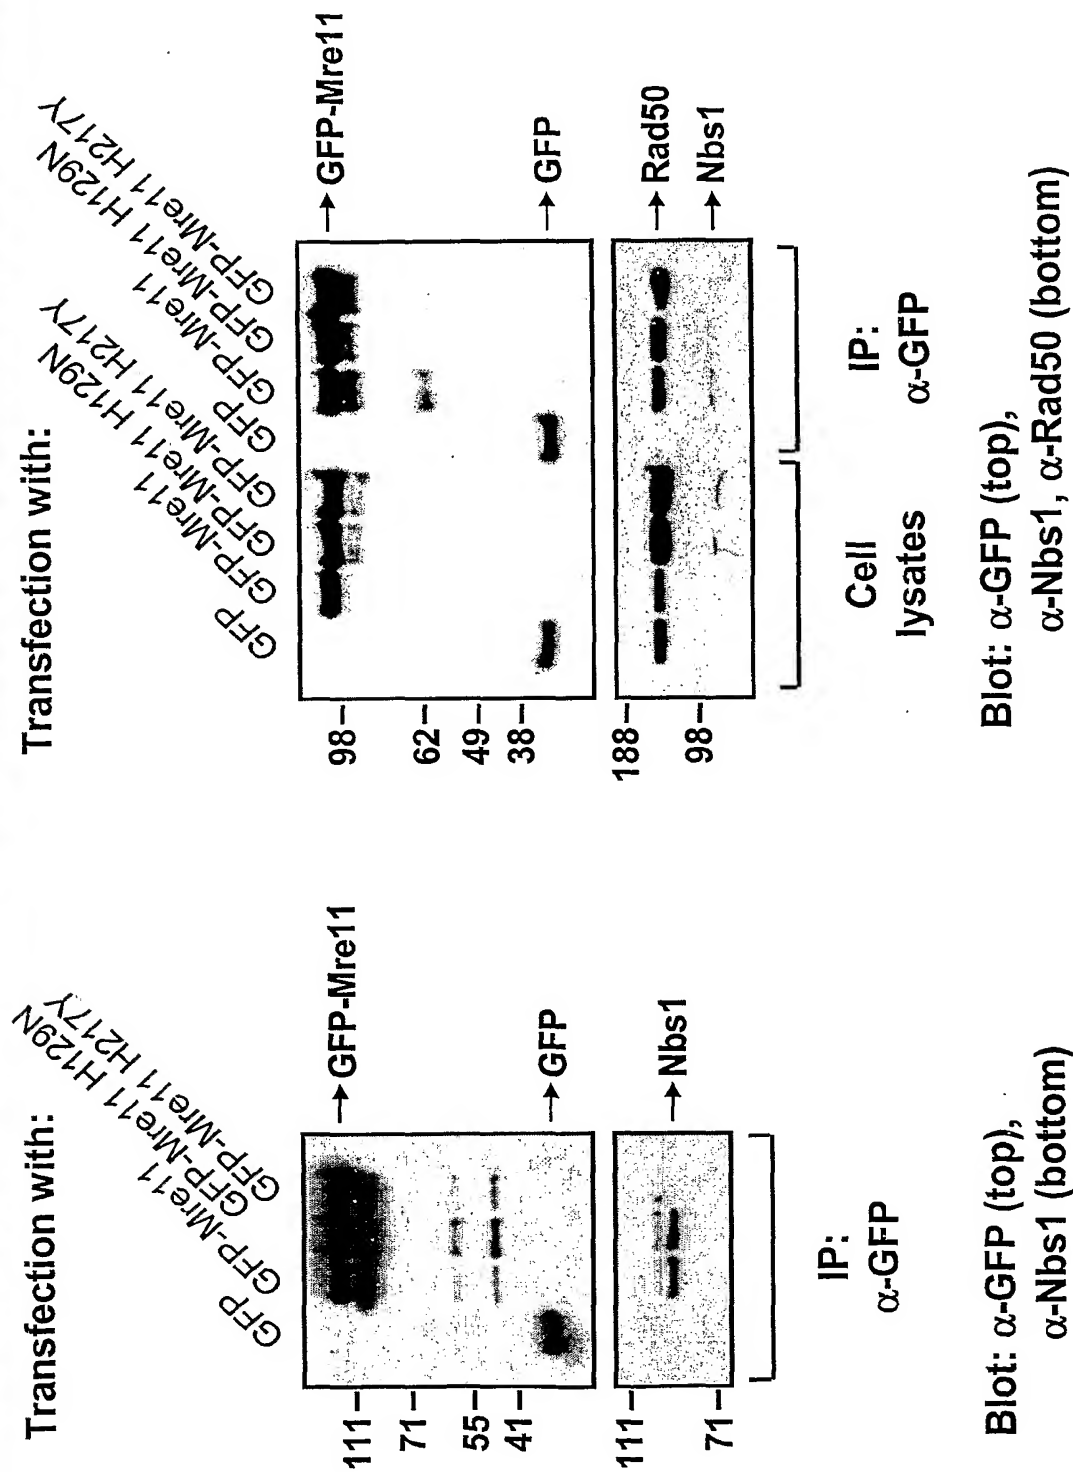 Transfection with:
GFP
GFP-Mre11
GFP-Mre11 H129N
GFP-Mre11 H217Y
111
71
55
41
GFP-Mre11
GFP
111
71
Nbs1
IP:
α-GFP
Blot: α-GFP (top),
α-Nbs1 (bottom)
Transfection with:
GFP
GFP-Mre11
GFP-Mre11 H129N
GFP-Mre11 H217Y
GFP
GFP-Mre11
GFP-Mre11 H129N
GFP-Mre11 H217Y
98
62
49
38
GFP-Mre11
GFP
188
98
Rad50
Nbs1
Cell
lysates
IP:
α-GFP
Blot: α-GFP (top),
α-Nbs1, α-Rad50 (bottom)